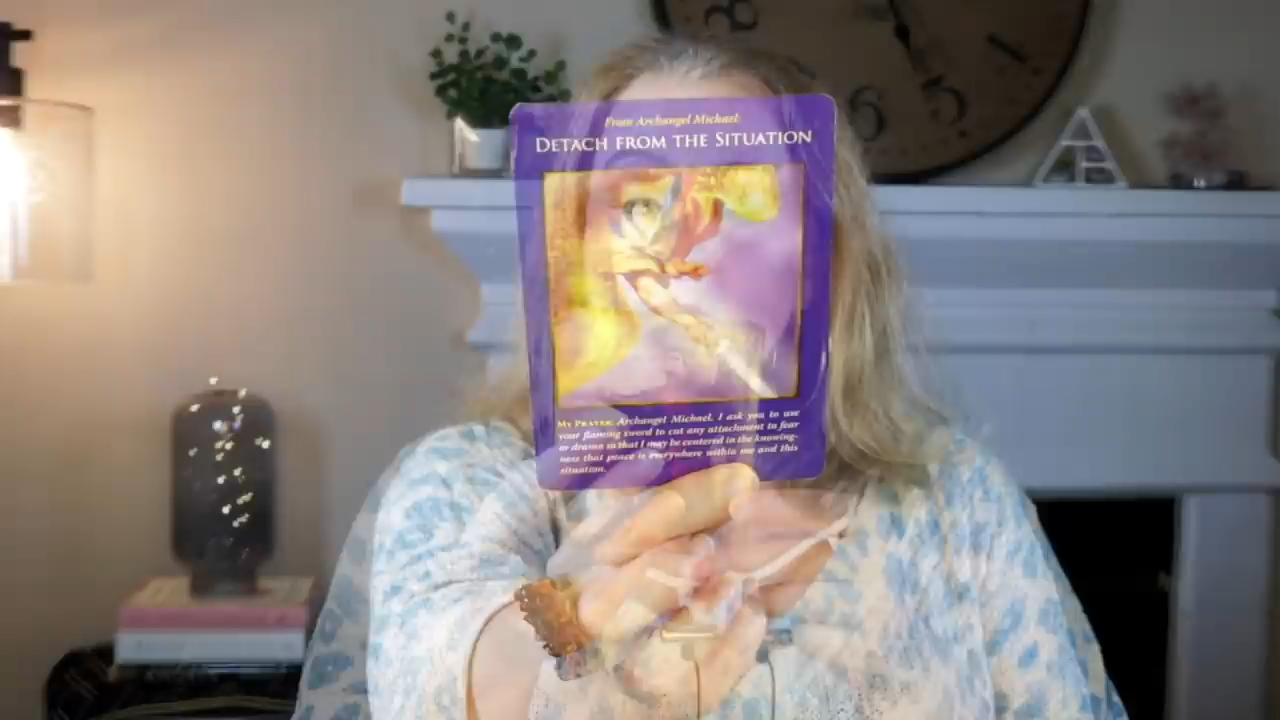 From Archangel Michael:
DETACH FROM THE SITUATION
MY PRAYER: Archangel Michael, I ask you to use
your flaming sword to cut any attachment to fear
or drama so that I may be centered in the knowing-
ness that peace is everywhere within me and this
situation.
6
5